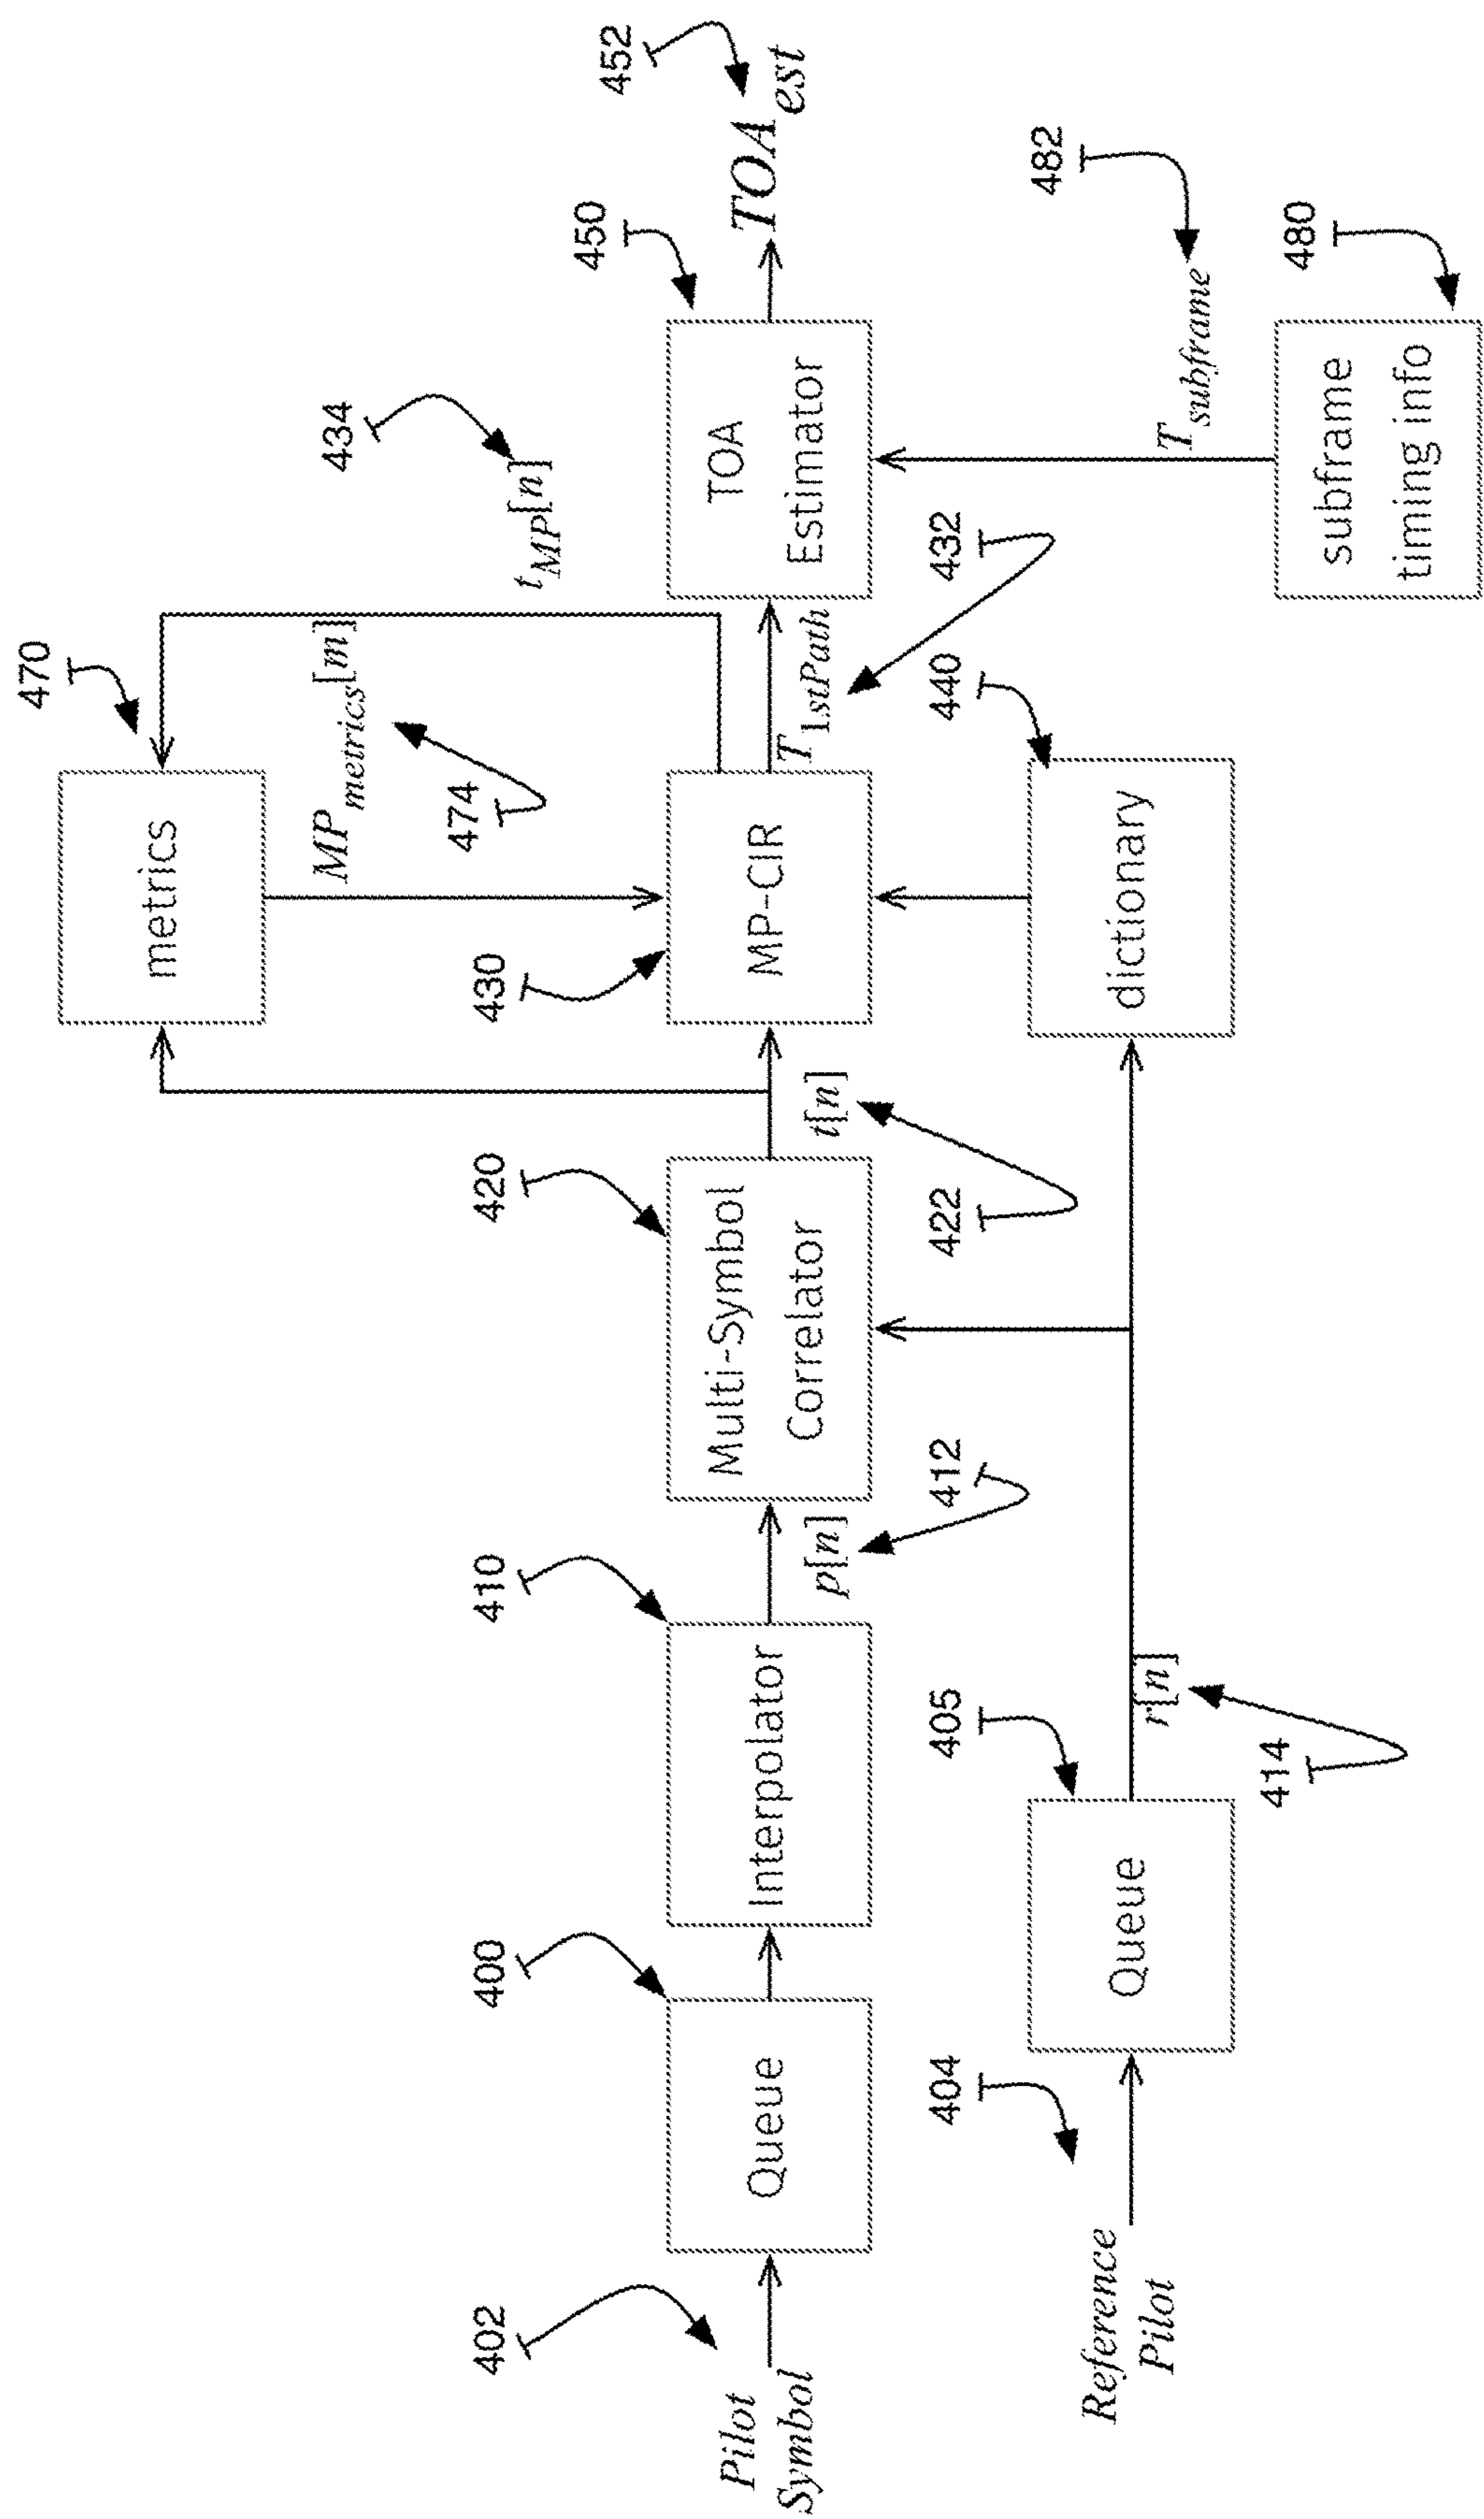 470
metrics
MP_metrics[m]
474
434
t_MP[n]
452
TOA_est
402
Pilot
Symbol
400
Queue
410
Interpolator
p[n]
412
420
Multi-Symbol
Correlator
t[n]
422
430
MP-CIR
T_1stPath
432
450
TOA
Estimator
404
Reference
Pilot
405
Queue
r[n]
414
440
dictionary
482
T_subframe
480
subframe
timing info